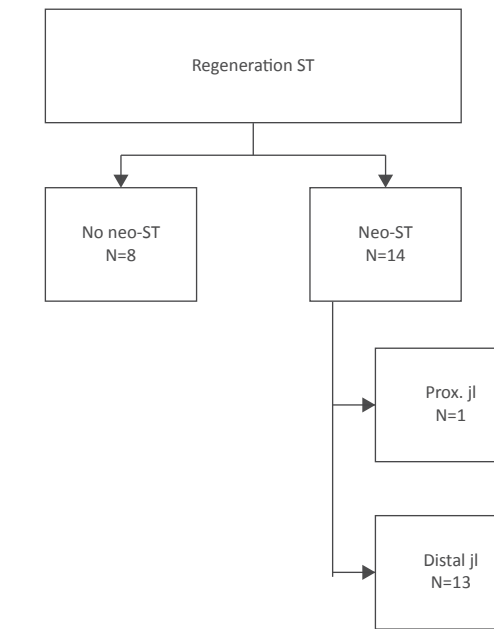 Regeneration ST
No neo-ST
N=8
Neo-ST
N=14
Prox. jl
N=1
Distal jl
N=13